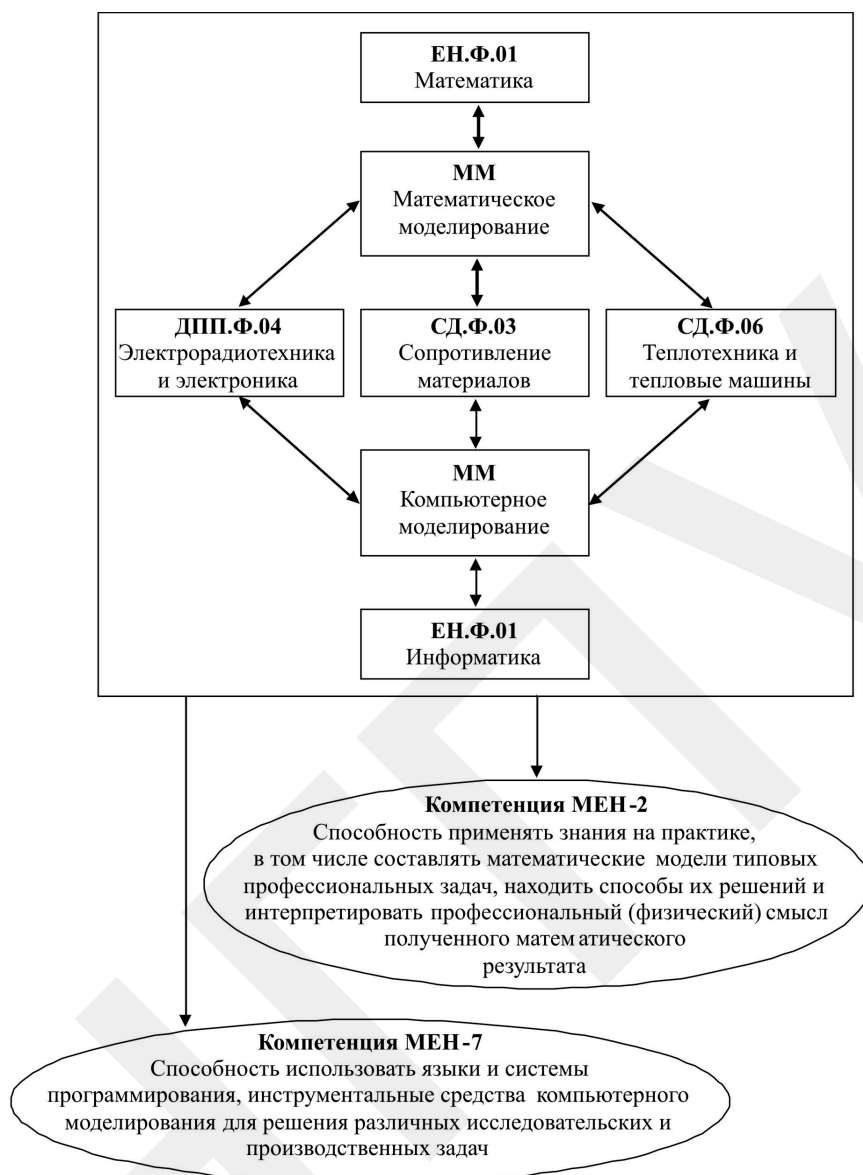 ЕН.Ф.01
Математика
ММ
Математическое
моделирование
ДПП.Ф.04
Электрорадиотехника
и электроника
СД.Ф.03
Сопротивление
материалов
СД.Ф.06
Теплотехника и
тепловые машины
ММ
Компьютерное
моделирование
ЕН.Ф.01
Информатика
Компетенция МЕН-2
Способность применять знания на практике,
в том числе составлять математические модели типовых
профессиональных задач, находить способы их решений и
интерпретировать профессиональный (физический) смысл
полученного матем атического
результата
Компетенция МЕН-7
Способность использовать языки и системы
программирования, инструментальные средства компьютерного
моделирования для решения различных исследовательских и
производственных задач